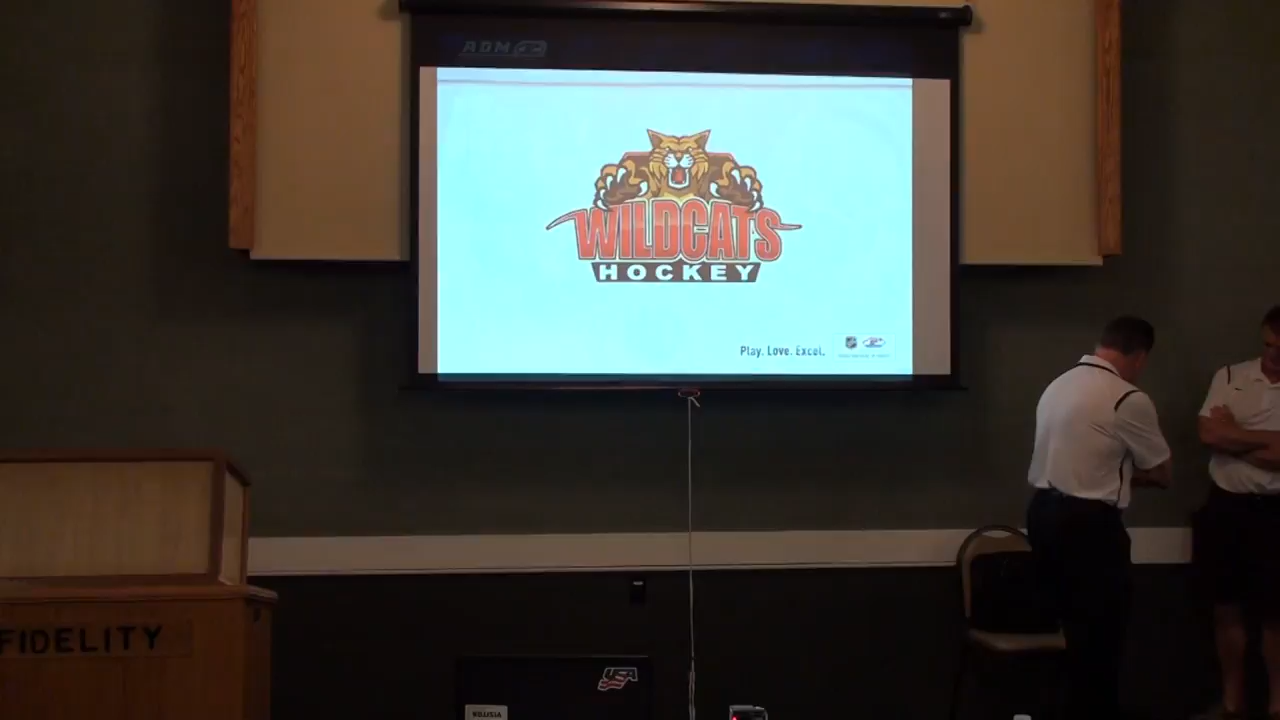 ADM
WILDCATS
HOCKEY
Play. Love. Excel.
FIDELITY
USA